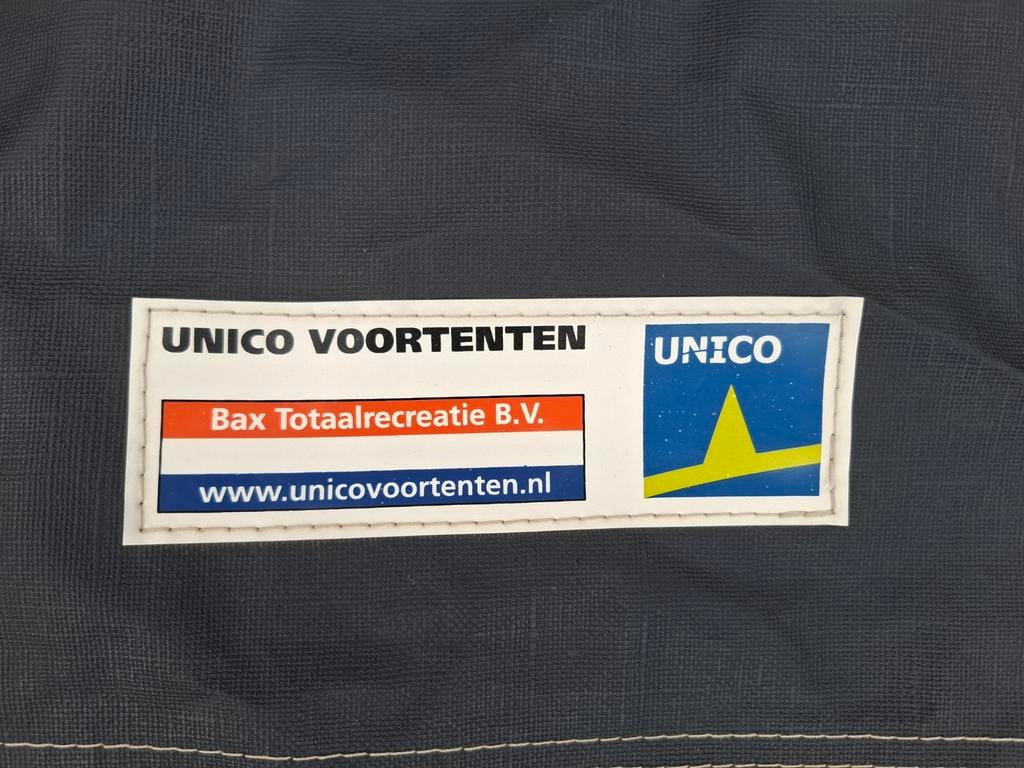 UNICO VOORTENTEN
Bax Totaalrecreatie B.V.
www.unicovoortenten.nl
UNICO